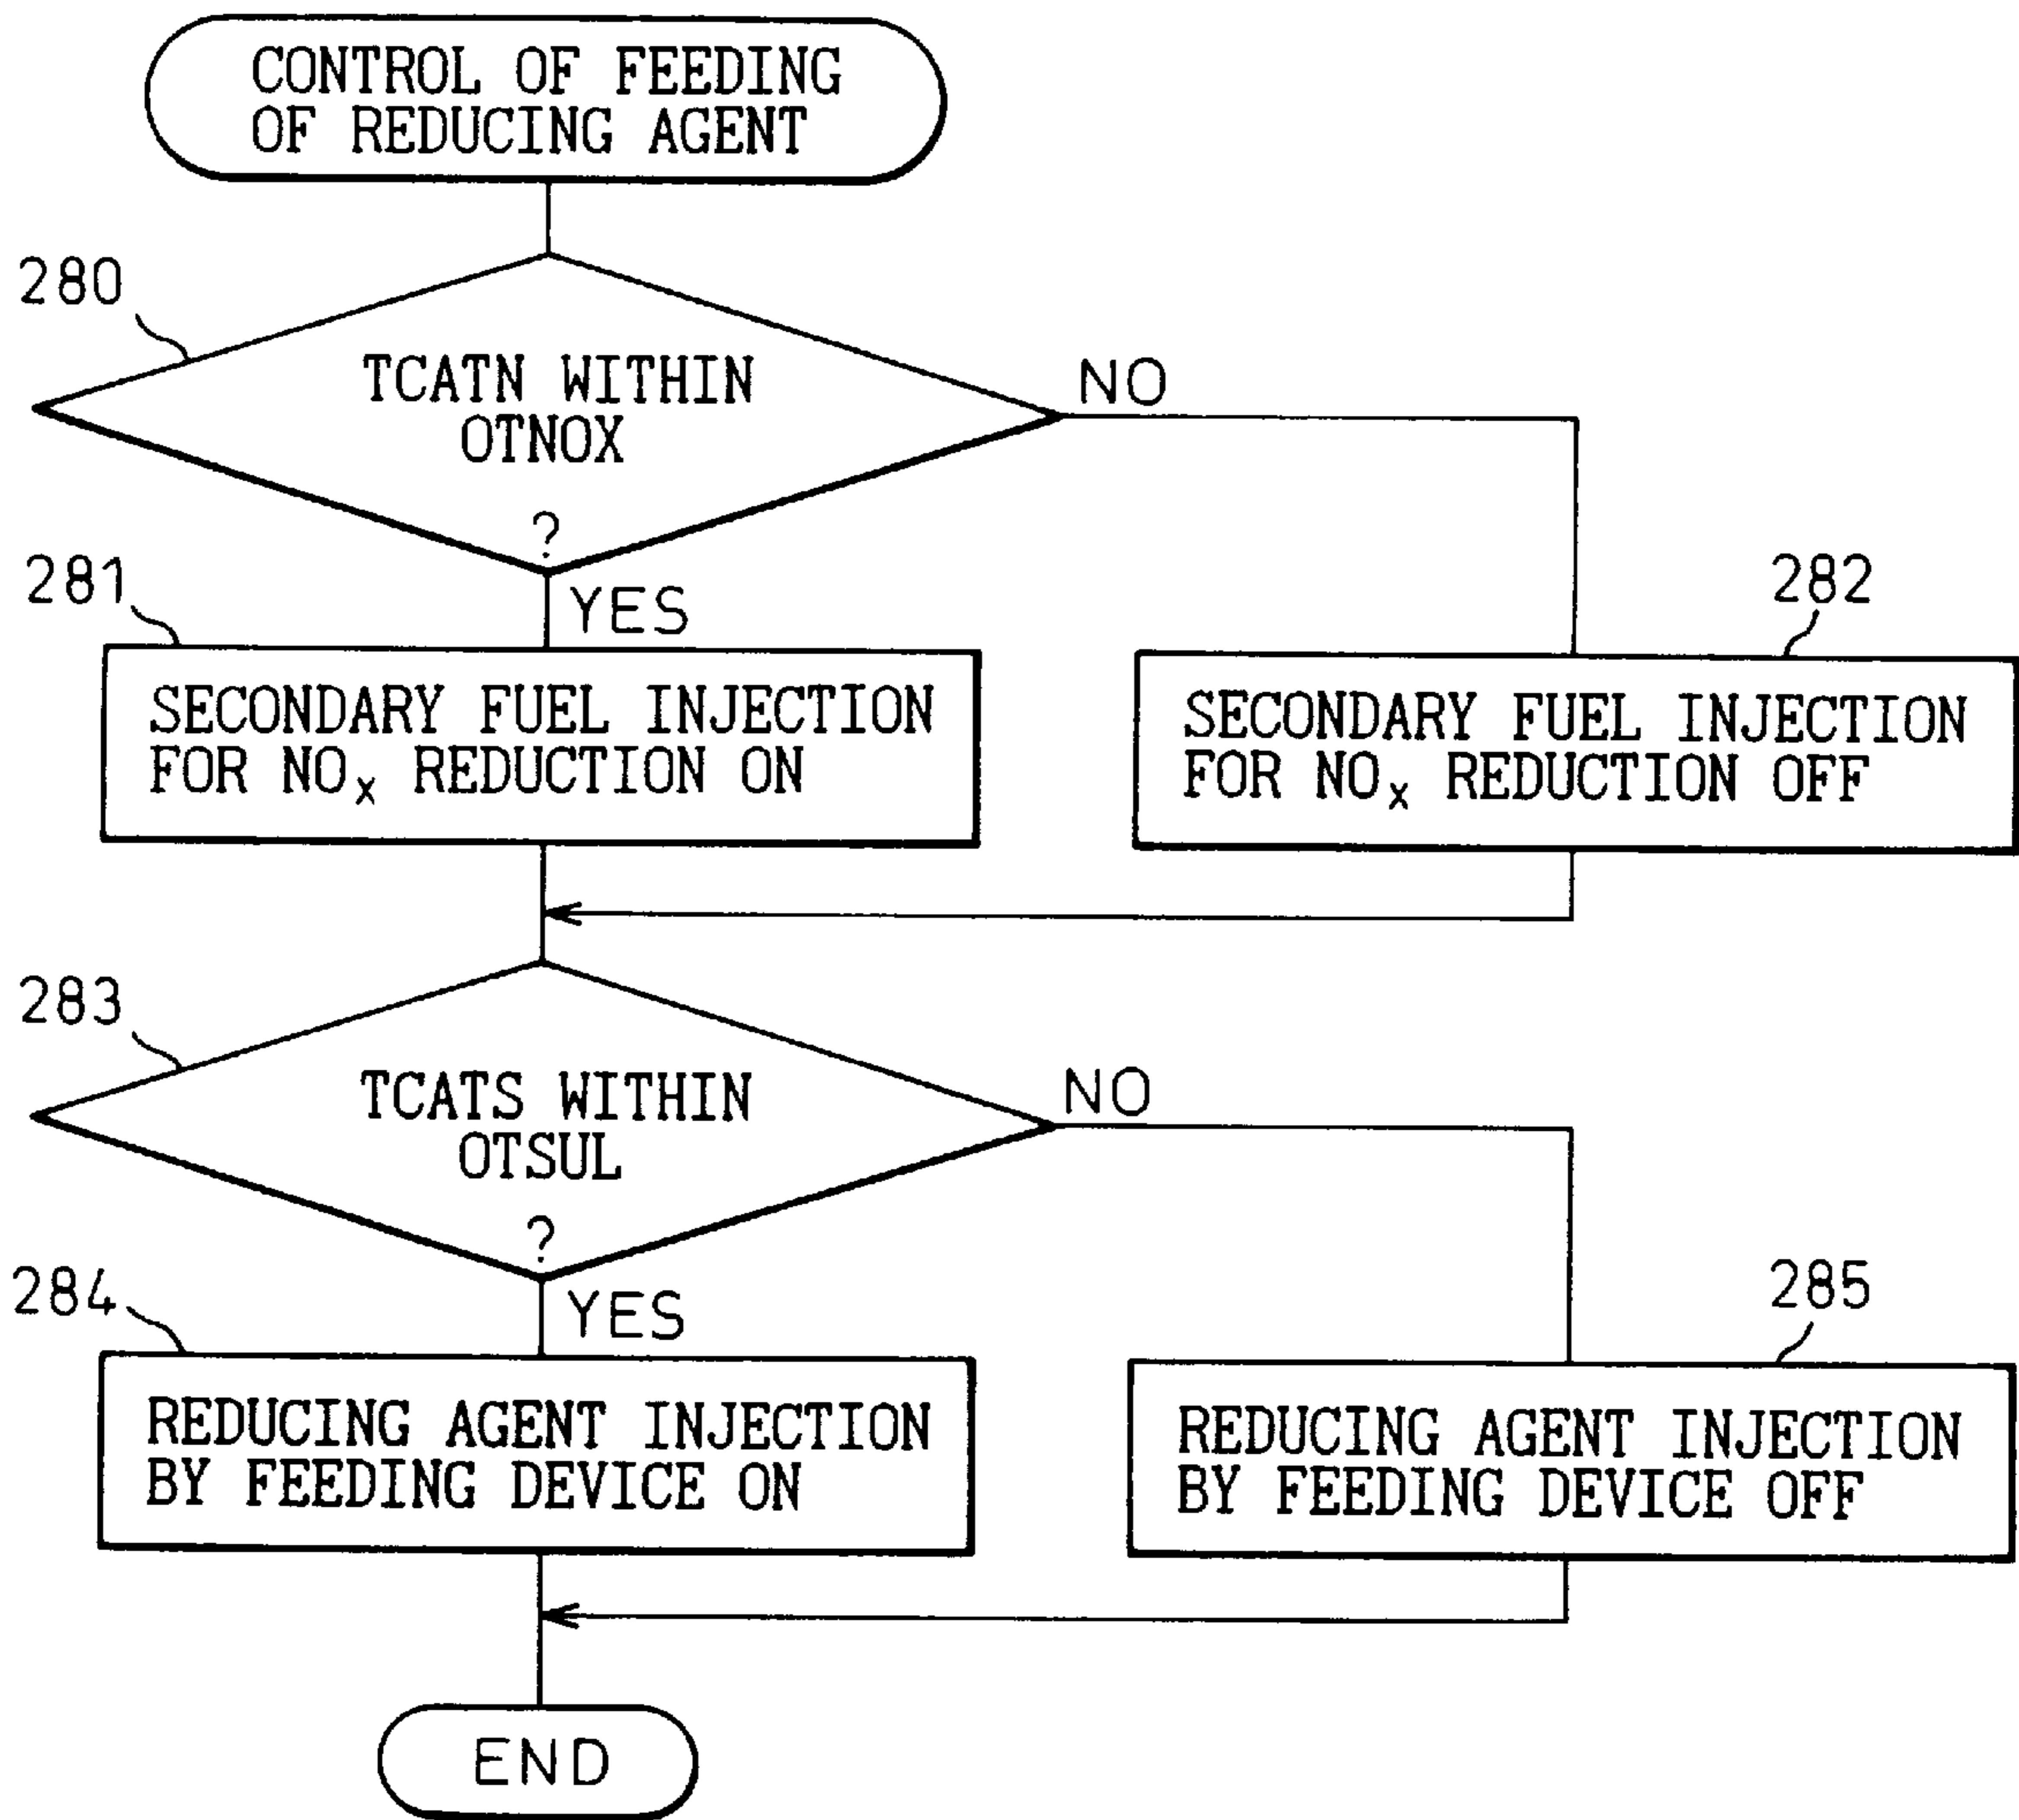 CONTROL OF FEEDING
OF REDUCING AGENT
280
TCATN WITHIN
OTNOX
?
NO
YES
281
SECONDARY FUEL INJECTION
FOR NOx REDUCTION ON
282
SECONDARY FUEL INJECTION
FOR NOx REDUCTION OFF
283
TCATS WITHIN
OTSUL
?
NO
YES
284
REDUCING AGENT INJECTION
BY FEEDING DEVICE ON
285
REDUCING AGENT INJECTION
BY FEEDING DEVICE OFF
END